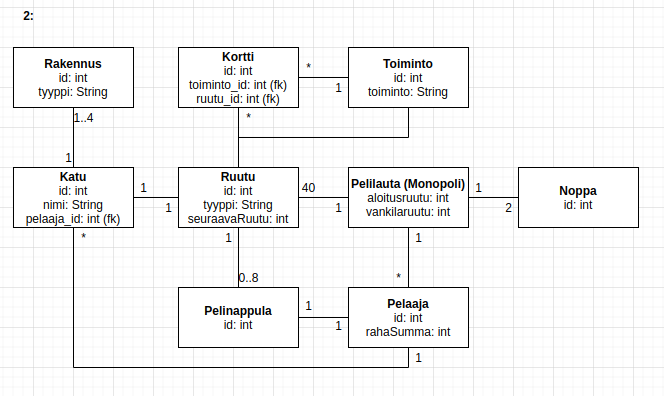 2:
Rakennus
id: int
tyyppi: String
Kortti
id: int
toiminto_id: int (fk)
ruutu_id: int (fk)
*
1
Toiminto
id: int
toiminto: String
1..4
1
*
Katu
id: int
nimi: String
pelaaja_id: int (fk)
1
1
Ruutu
id: int
tyyppi: String
seuraavaRuutu: int
40
1
Pelilauta (Monopoli)
aloitusruutu: int
vankilaruutu: int
1
2
Noppa
id: int
*
1
0..8
1
*
Pelinappula
id: int
1
1
Pelaaja
id: int
rahaSumma: int
1